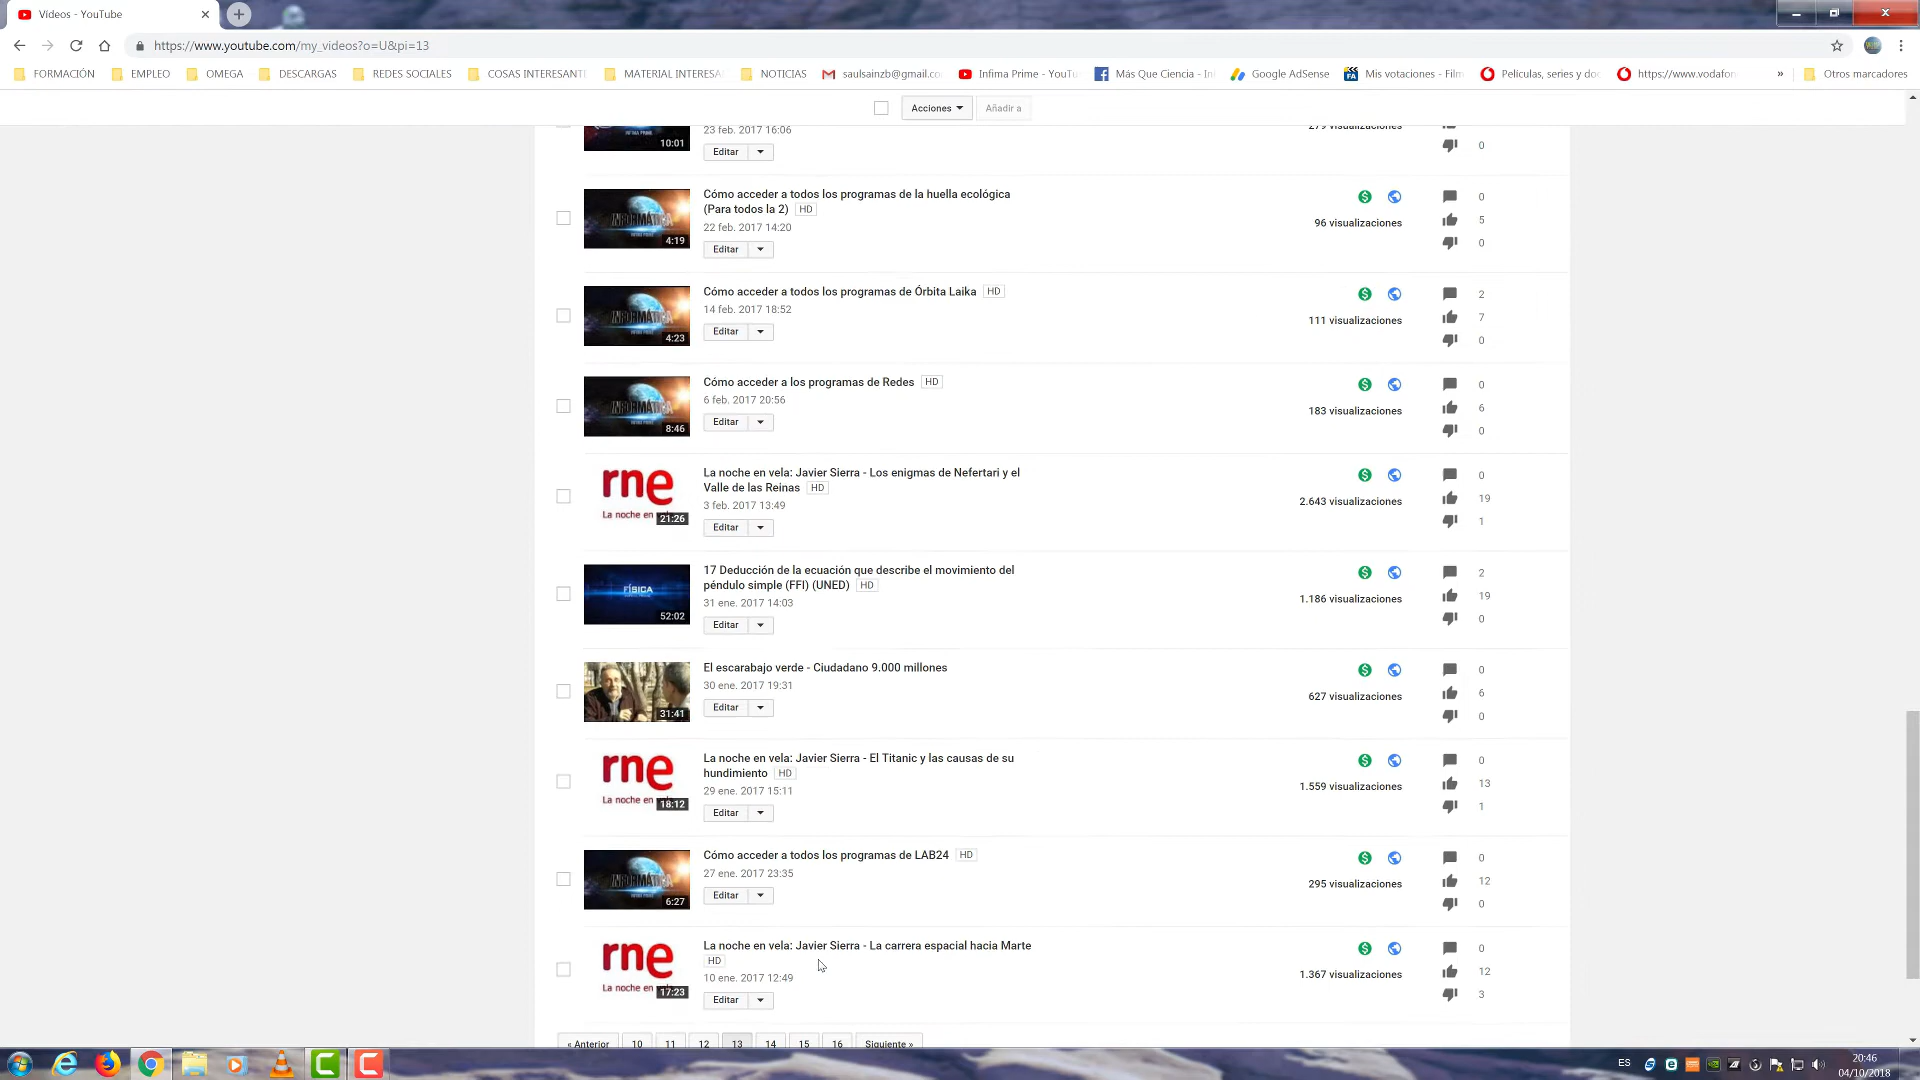 Vídeos - YouTube
https://www.youtube.com/my_videos?o=U&pi=13
FORMACIÓN EMPLEO OMEGA DESCARGAS REDES SOCIALES COSAS INTERESANT MATERIAL INTERESA NOTICIAS saulsainzb@gmail.co Infima Prime - YouTu Más Que Ciencia - In Google AdSense Mis votaciones - Film Películas, series y doc https://www.vodafon » Otros marcadores
Acciones Añadir a
10:01
23 feb. 2017 16:06
279 visualizaciones
0
Editar
Cómo acceder a todos los programas de la huella ecológica
(Para todos la 2) HD
22 feb. 2017 14:20
Editar
INFORMÁTICA
4:19
96 visualizaciones
0
5
0
Cómo acceder a todos los programas de Órbita Laika HD
14 feb. 2017 18:52
Editar
INFORMÁTICA
4:23
111 visualizaciones
2
7
0
Cómo acceder a los programas de Redes HD
6 feb. 2017 20:56
Editar
INFORMÁTICA
8:46
183 visualizaciones
0
6
0
rne
La noche en
21:26
La noche en vela: Javier Sierra - Los enigmas de Nefertari y el
Valle de las Reinas HD
3 feb. 2017 13:49
Editar
2.643 visualizaciones
0
19
1
FÍSICA
52:02
17 Deducción de la ecuación que describe el movimiento del
péndulo simple (FFI) (UNED) HD
31 ene. 2017 14:03
Editar
1.186 visualizaciones
2
19
0
31:41
El escarabajo verde - Ciudadano 9.000 millones
30 ene. 2017 19:31
Editar
627 visualizaciones
0
6
0
rne
La noche en
18:12
La noche en vela: Javier Sierra - El Titanic y las causas de su
hundimiento HD
29 ene. 2017 15:11
Editar
1.559 visualizaciones
0
13
1
INFORMÁTICA
6:27
Cómo acceder a todos los programas de LAB24 HD
27 ene. 2017 23:35
Editar
295 visualizaciones
0
12
0
rne
La noche en
17:23
La noche en vela: Javier Sierra - La carrera espacial hacia Marte
HD
10 ene. 2017 12:49
Editar
1.367 visualizaciones
0
12
3
« Anterior 10 11 12 13 14 15 16 Siguiente »
ES
20:46
04/10/2018